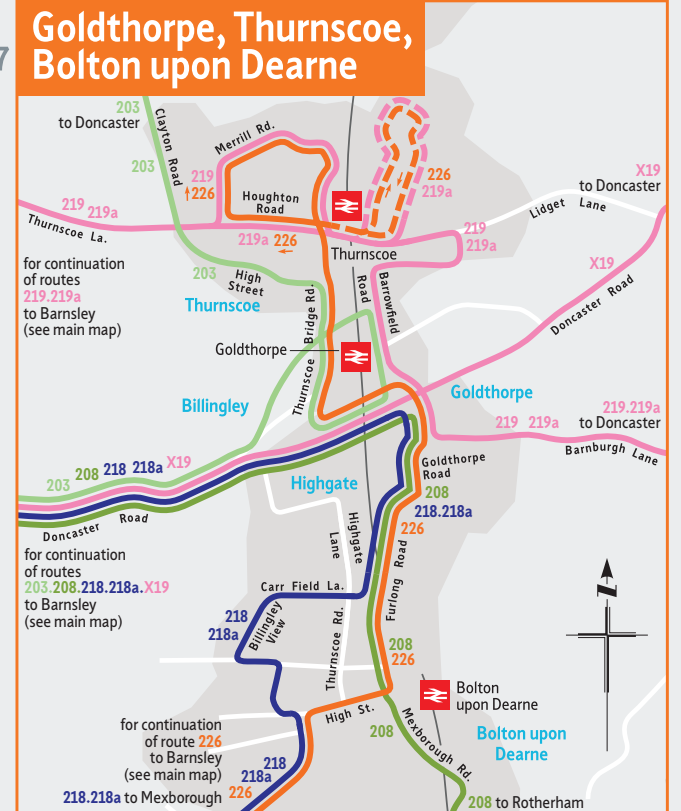 Goldthorpe, Thurnscoe,
Bolton upon Dearne
7
203
to Doncaster
Clayton Road
203
Merrill Rd.
219
226
Houghton
Road
226
219a
X19
to Doncaster
Lidget Lane
219 219a
Thurnscoe La.
219a 226
219
219a
Thurnscoe
203
High
Street
X19
Doncaster Road
for continuation
of routes
219.219a
to Barnsley
(see main map)
Thurnscoe
Thurnscoe Bridge Rd.
Barrowfield
Road
Goldthorpe
Billingley
Goldthorpe
219.219a
to Doncaster
219 219a
Barnburgh Lane
203 208 218 218a X19
Doncaster Road
Highgate
Goldthorpe
Road
208
218.218a
226
for continuation
of routes
203.208.218.218a.X19
to Barnsley
(see main map)
Highgate
Lane
Carr Field La.
Furlong Road
218
218a
Billingley
View
Thurnscoe Rd.
208
226
Bolton
upon Dearne
High St.
208
Mexborough Rd.
Bolton upon
Dearne
for continuation
of route 226
to Barnsley
(see main map)
218
218a
218.218a to Mexborough
226
208 to Rotherham
N